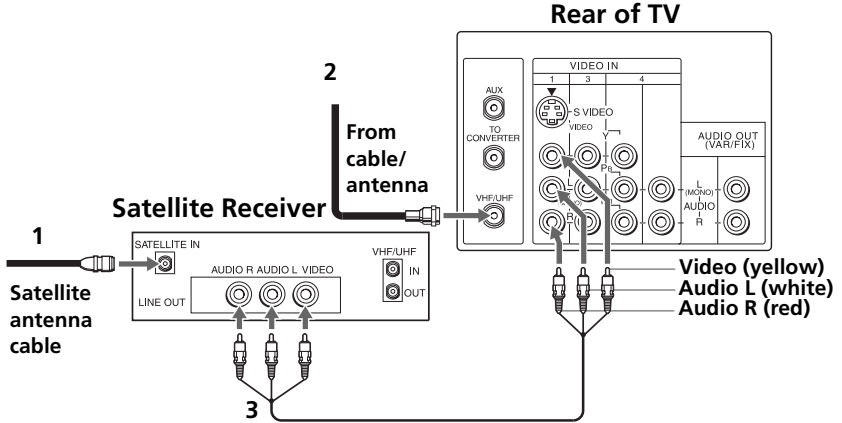 Rear of TV
2
VIDEO IN
1 3 4
AUX
S VIDEO
VIDEO
TO
CONVERTER
Y
AUDIO OUT
(VAR/FIX)
From
cable/
antenna
PB
VHF/UHF
L
L
(MONO)
AUDIO
R
R
Satellite Receiver
1
SATELLITE IN
VHF/UHF
IN
OUT
AUDIO R AUDIO L VIDEO
LINE OUT
Satellite
antenna
cable
Video (yellow)
Audio L (white)
Audio R (red)
3